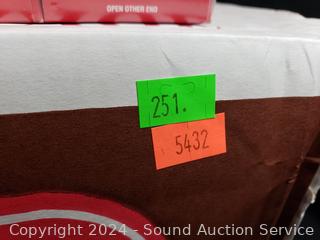 OPEN OTHER END
251.
5432
Copyright 2024 - Sound Auction Service